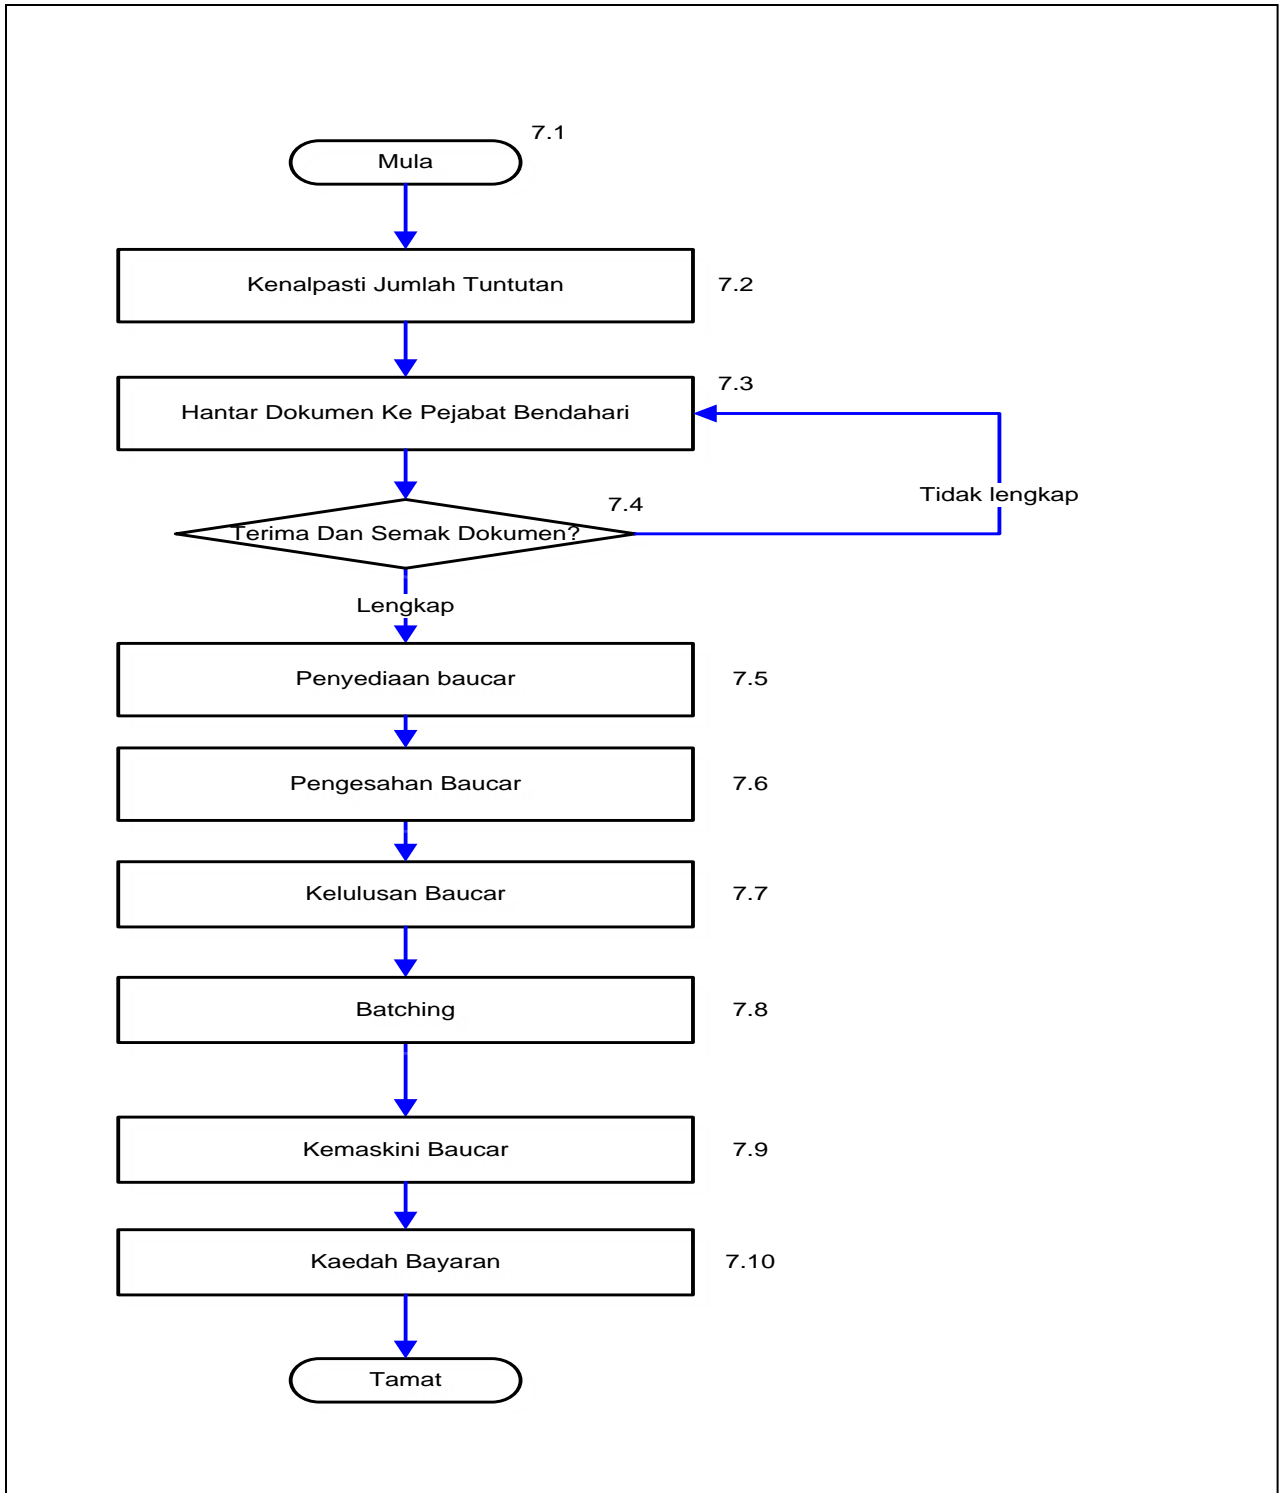 7.1
Mula
Kenalpasti Jumlah Tuntutan
7.2
7.3
Hantar Dokumen Ke Pejabat Bendahari
Tidak lengkap
7.4
Terima Dan Semak Dokumen?
Lengkap
Penyediaan baucar
7.5
Pengesahan Baucar
7.6
Kelulusan Baucar
7.7
Batching
7.8
Kemaskini Baucar
7.9
Kaedah Bayaran
7.10
Tamat